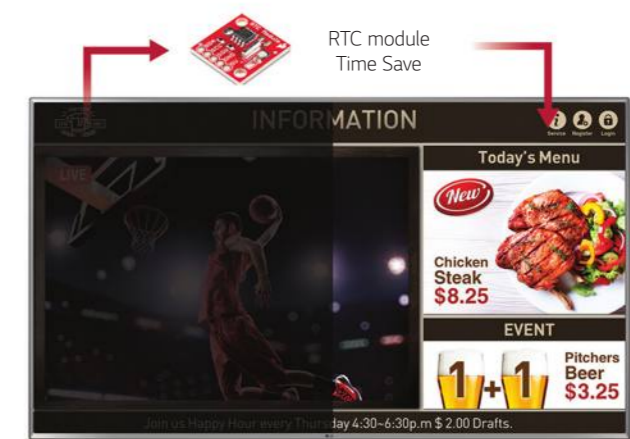 RTC module
Time Save
INFORMATION
Service Register Login
LIVE
Today's Menu
New
Chicken
Steak
$8.25
EVENT
1+1
Pitchers
Beer
$3.25
Join us Happy Hour every Thursday 4:30~6:30p.m $ 2.00 Drafts.